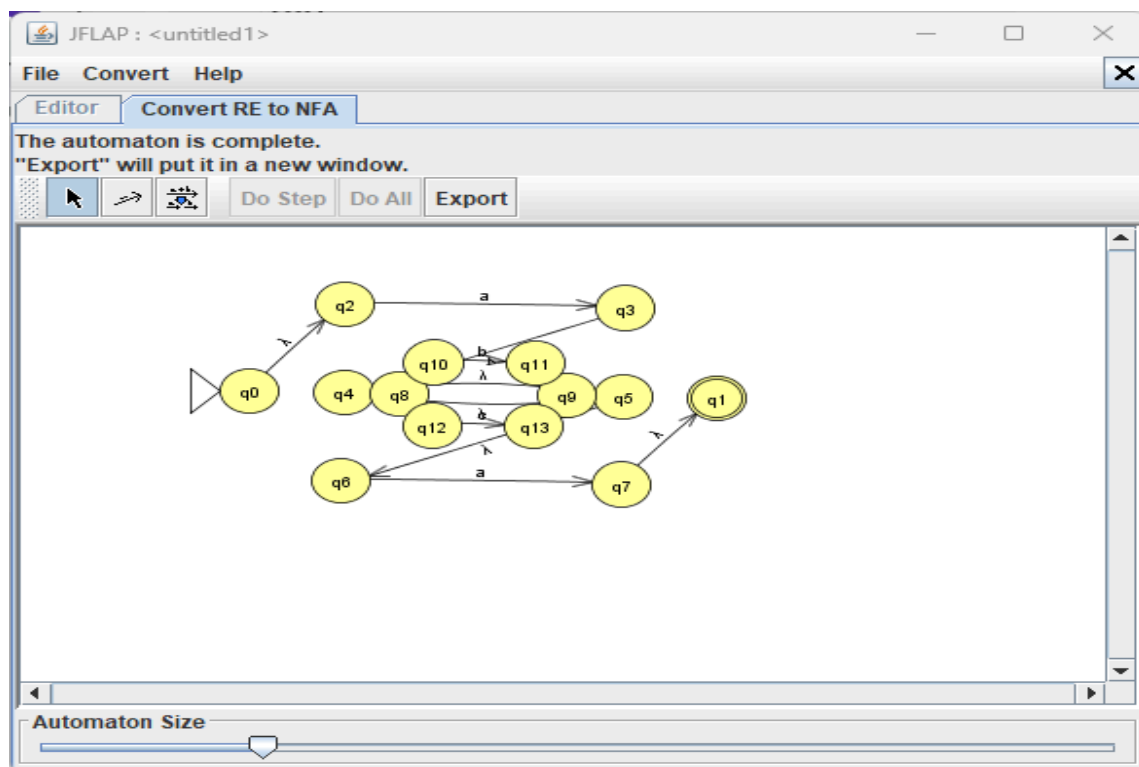 JFLAP : <untitled1>
File Convert Help
Editor Convert RE to NFA
The automaton is complete.
"Export" will put it in a new window.
Do Step Do All Export
q2 a q3
λ
q10 b q11
λ
q0 q4 q8 q9 q5 q1
q12 q13
λ λ
q6 a q7
Automaton Size